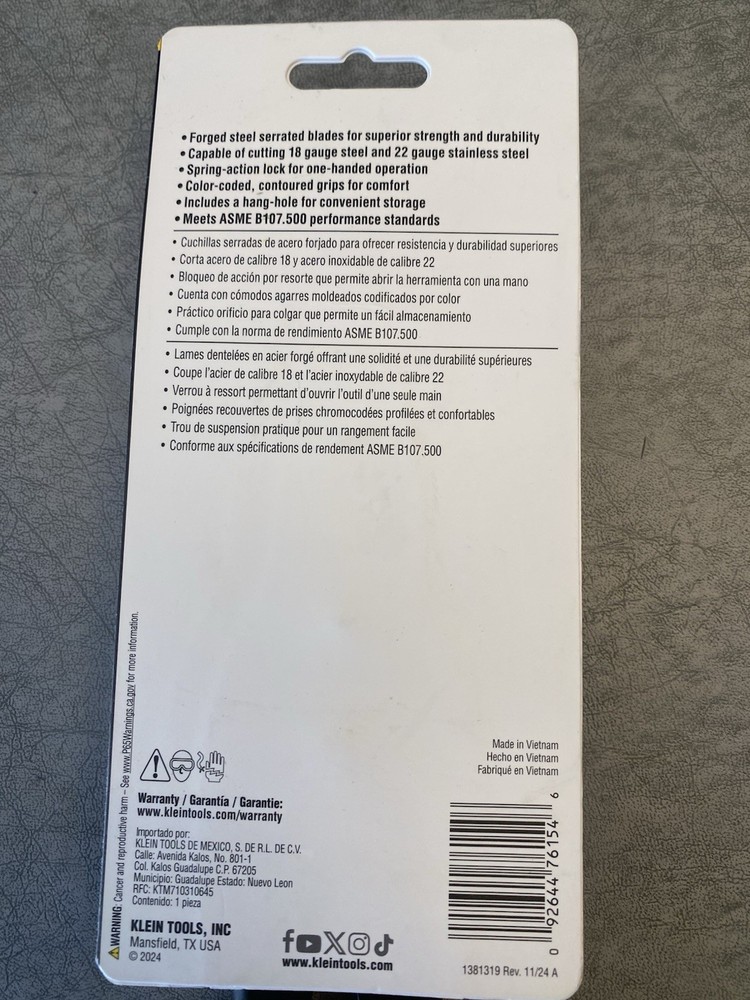 • Forged steel serrated blades for superior strength and durability
• Capable of cutting 18 gauge steel and 22 gauge stainless steel
• Spring-action lock for one-handed operation
• Color-coded, contoured grips for comfort
• Includes a hang-hole for convenient storage
• Meets ASME B107.500 performance standards
• Cuchillas serradas de acero forjado para ofrecer resistencia y durabilidad superiores
• Corta acero de calibre 18 y acero inoxidable de calibre 22
• Bloqueo de acción por resorte que permite abrir la herramienta con una mano
• Cuenta con cómodos agarres moldeados codificados por color
• Práctico orificio para colgar que permite un fácil almacenamiento
• Cumple con la norma de rendimiento ASME B107.500
• Lames dentelées en acier forgé offrant une solidité et une durabilité supérieures
• Coupe l'acier de calibre 18 et l'acier inoxydable de calibre 22
• Verrou à ressort permettant d'ouvrir l'outil d'une seule main
• Poignées recouvertes de prises chromocodées profilées et confortables
• Trou de suspension pratique pour un rangement facile
• Conforme aux spécifications de rendement ASME B107.500
WARNING: Cancer and reproductive harm – See www.P65Warnings.ca.gov for more information.
Made in Vietnam
Hecho en Vietnam
Fabriqué en Vietnam
Warranty / Garantía / Garantie:
www.kleintools.com/warranty
Importado por:
KLEIN TOOLS DE MEXICO, S. DE R.L. DE C.V.
Calle: Avenida Kalos, No. 801-1
Col. Kalos Guadalupe C.P. 67205
Municipio: Guadalupe Estado: Nuevo Leon
RFC: KTM710310645
Contenido: 1 pieza
KLEIN TOOLS, INC
Mansfield, TX USA
© 2024
www.kleintools.com
0 92644 76154 6
1381319 Rev. 11/24 A